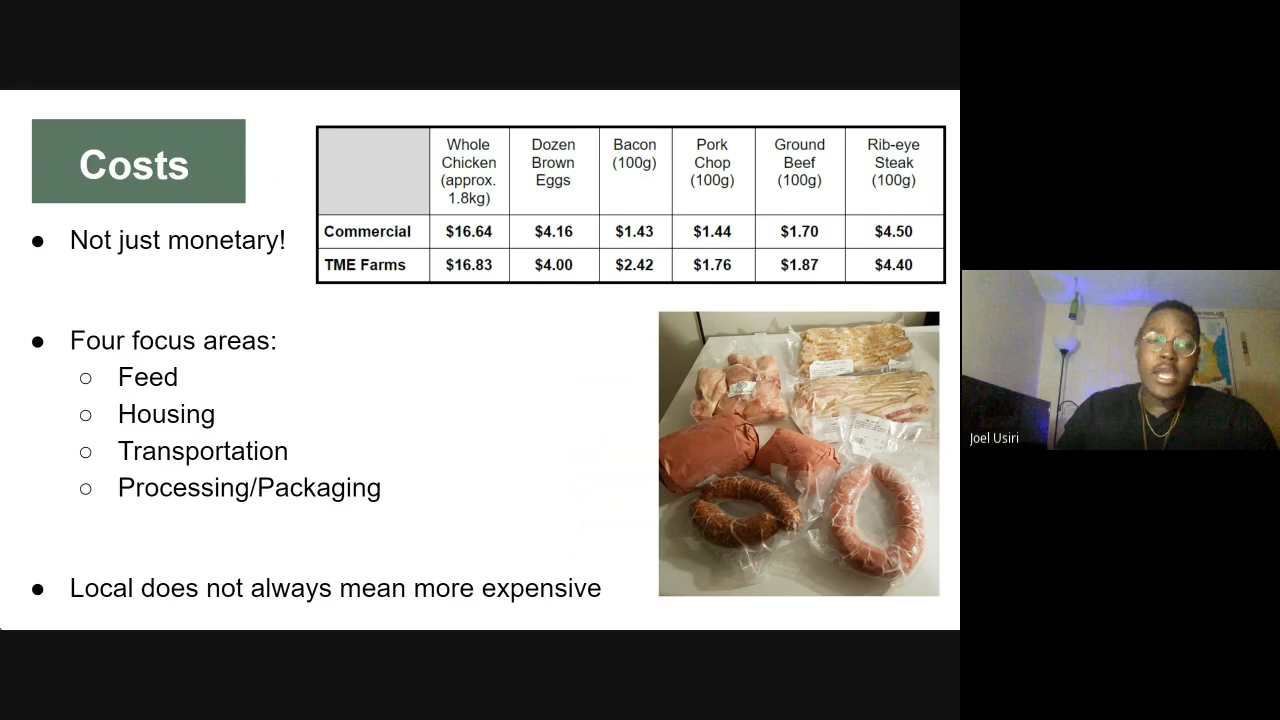 Costs
● Not just monetary!
● Four focus areas:
○ Feed
○ Housing
○ Transportation
○ Processing/Packaging
● Local does not always mean more expensive
Whole Chicken (approx. 1.8kg) Dozen Brown Eggs Bacon (100g) Pork Chop (100g) Ground Beef (100g) Rib-eye Steak (100g)
Commercial $16.64 $4.16 $1.43 $1.44 $1.70 $4.50
TME Farms $16.83 $4.00 $2.42 $1.76 $1.87 $4.40
Joel Usiri